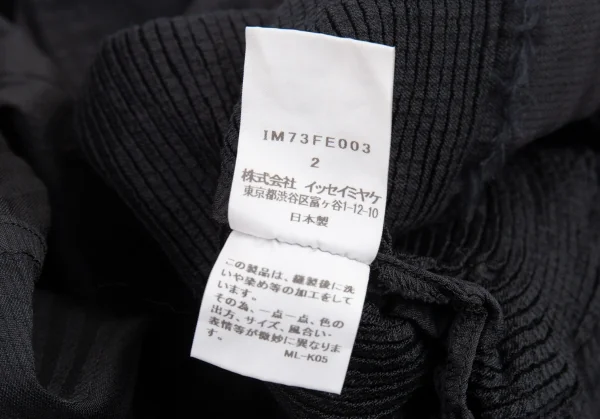 IM73FE003
2
株式会社 イッセイミヤケ
東京都渋谷区富ヶ谷1-12-10
日本製
この製品は、縫製後に洗
いや染め等の加工をして
います。
その為、一点一点、色の
出方、サイズ、風合い・
表情等が微妙に異なりま
す。
ML-K05